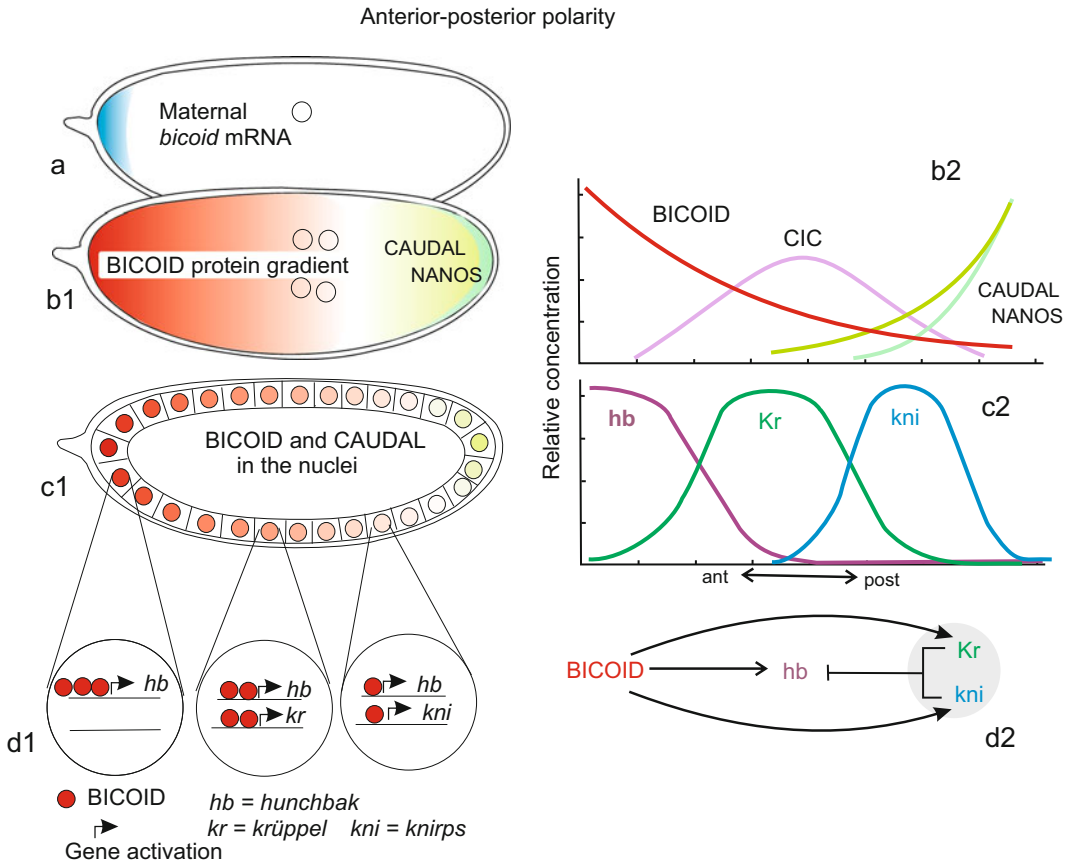 Anterior-posterior polarity
Maternal
bicoid mRNA
a
BICOID protein gradient
CAUDAL
NANOS
b1
BICOID and CAUDAL
in the nuclei
c1
hb
hb
kr
hb
kni
d1
BICOID
Gene activation
hb = hunchbak
kr = krüppel kni = knirps
b2
BICOID
CIC
CAUDAL
NANOS
Relative concentration
c2
hb
Kr
kni
ant
post
BICOID
hb
Kr
kni
d2